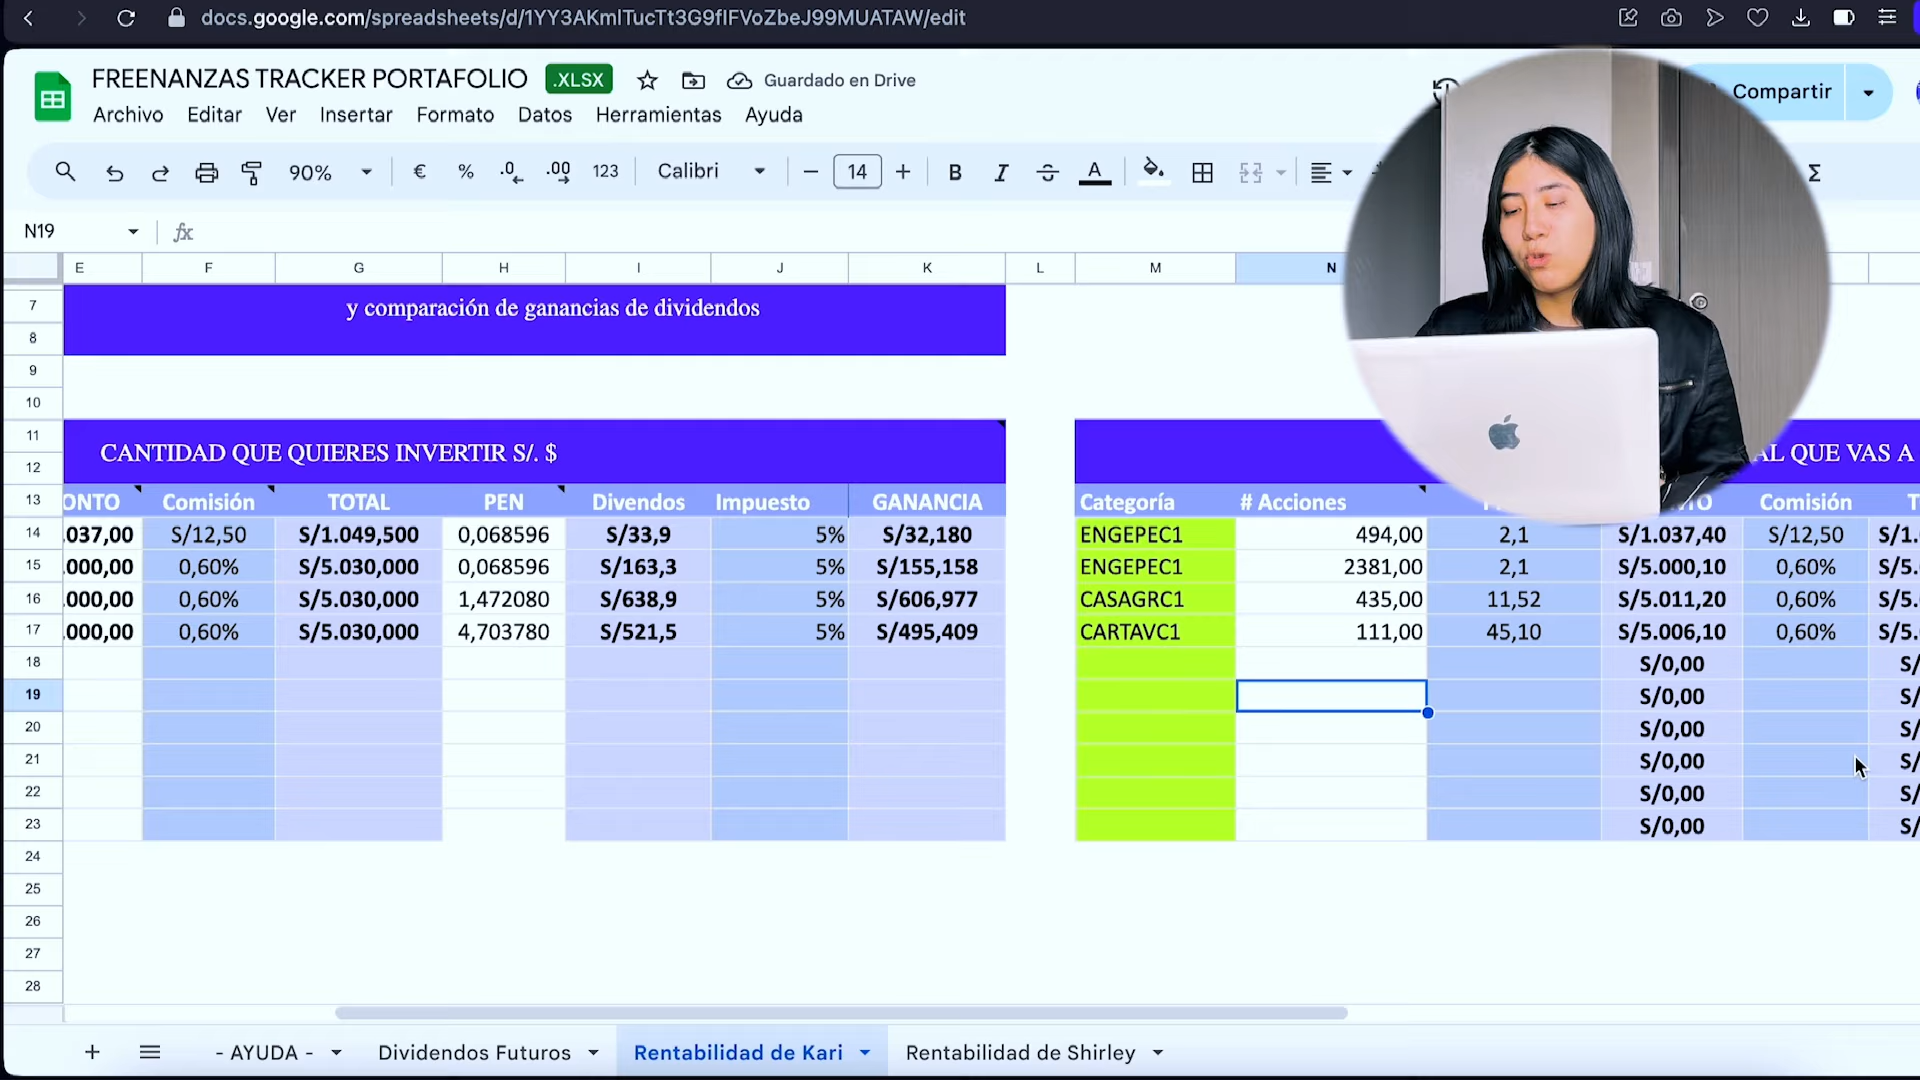 docs.google.com/spreadsheets/d/1YY3AKmlTucTt3G9flFVoZbeJ99MUATAW/edit
FREENANZAS TRACKER PORTAFOLIO .XLSX Guardado en Drive
Compartir
Archivo Editar Ver Insertar Formato Datos Herramientas Ayuda
90% € % .0 .00 123 Calibri 14 B I A Σ
N19 fx
E F G H I J K L M N
7 y comparación de ganancias de dividendos
8
9
10
11
CANTIDAD QUE QUIERES INVERTIR S/. $ AL QUE VAS A
12
13 ONTO Comisión TOTAL PEN Divendos Impuesto GANANCIA Categoría # Acciones Comisión
14 .037,00 S/12,50 S/1.049,500 0,068596 S/33,9 5% S/32,180 ENGEPEC1 494,00 2,1 S/1.037,40 S/12,50 S/1.
15 .000,00 0,60% S/5.030,000 0,068596 S/163,3 5% S/155,158 ENGEPEC1 2381,00 2,1 S/5.000,10 0,60% S/5.
16 .000,00 0,60% S/5.030,000 1,472080 S/638,9 5% S/606,977 CASAGRC1 435,00 11,52 S/5.011,20 0,60% S/5.
17 .000,00 0,60% S/5.030,000 4,703780 S/521,5 5% S/495,409 CARTAVC1 111,00 45,10 S/5.006,10 0,60% S/5.
18 S/0,00 S/
19 S/0,00 S/
20 S/0,00 S/
21 S/0,00 S/
22 S/0,00 S/
23 S/0,00 S/
24
25
26
27
28
- AYUDA - Dividendos Futuros Rentabilidad de Kari Rentabilidad de Shirley